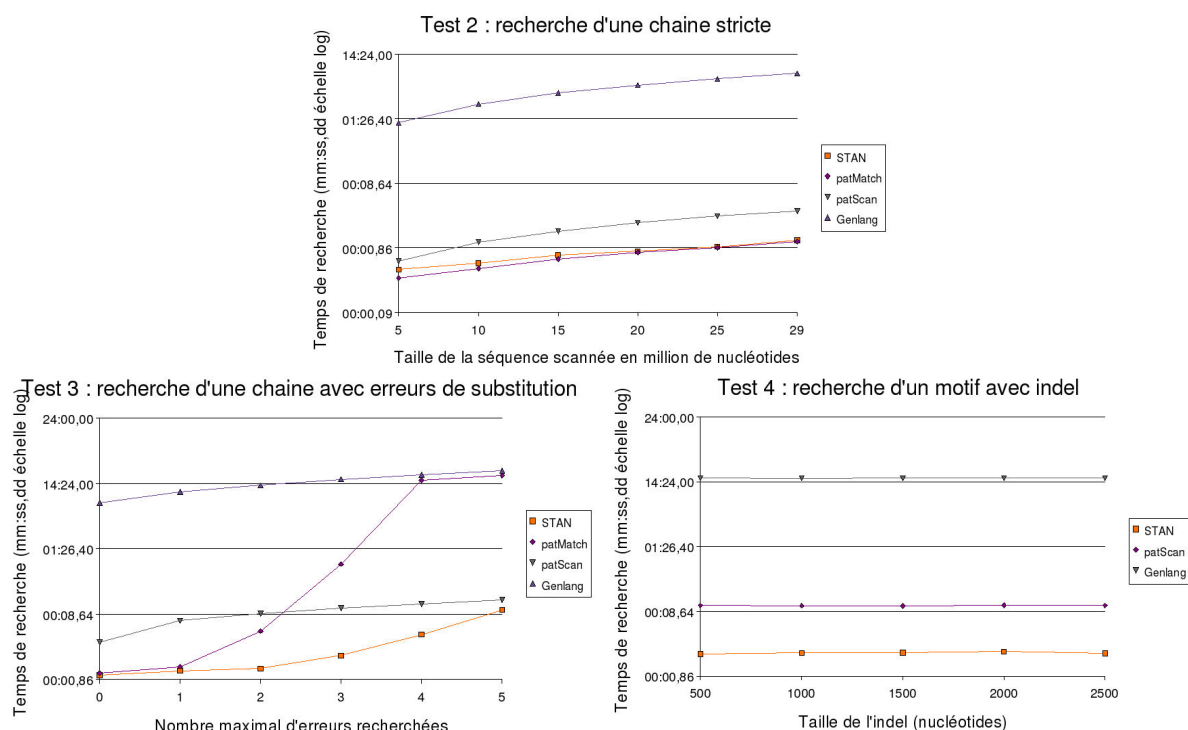 Test 2 : recherche d'une chaine stricte
Temps de recherche (mm:ss,dd échelle log)
14:24,00
01:26,40
00:08,64
00:00,86
00:00,09
5 10 15 20 25 29
Taille de la séquence scannée en million de nucléotides
STAN
patMatch
patScan
Genlang
Test 3 : recherche d'une chaine avec erreurs de substitution
Temps de recherche (mm:ss,dd échelle log)
24:00,00
14:24,00
01:26,40
00:08,64
00:00,86
0 1 2 3 4 5
Nombre maximal d'erreurs recherchées
STAN
patMatch
patScan
Genlang
Test 4 : recherche d'un motif avec indel
Temps de recherche (mm:ss,dd échelle log)
24:00,00
14:24,00
01:26,40
00:08,64
00:00,86
500 1000 1500 2000 2500
Taille de l'indel (nucléotides)
STAN
patScan
Genlang